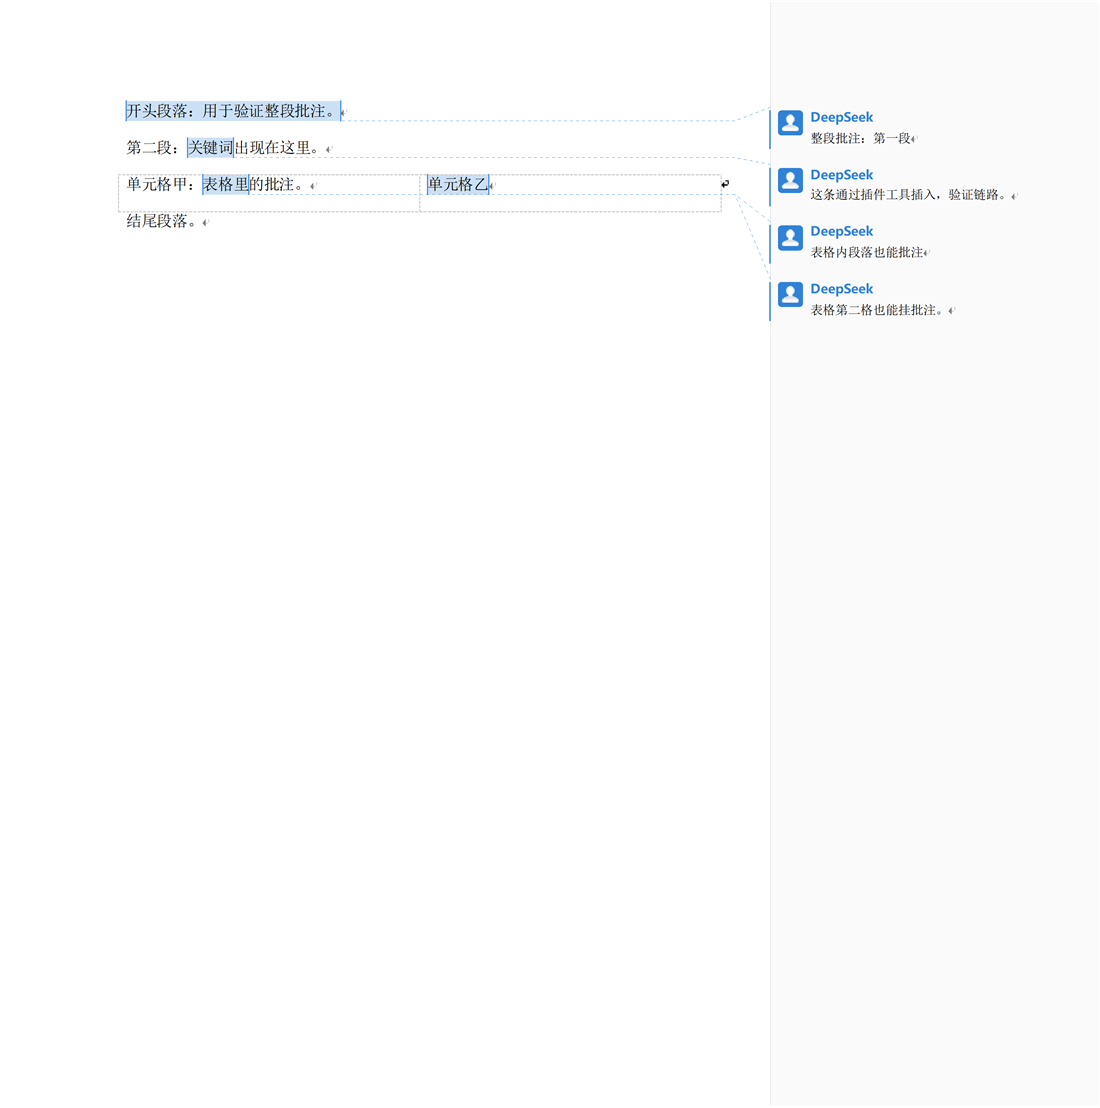 开头段落：用于验证整段批注。
第二段：关键词出现在这里。
单元格甲：表格里的批注。 单元格乙
结尾段落。
DeepSeek
整段批注：第一段
DeepSeek
这条通过插件工具插入，验证链路。
DeepSeek
表格内段落也能批注
DeepSeek
表格第二格也能挂批注。